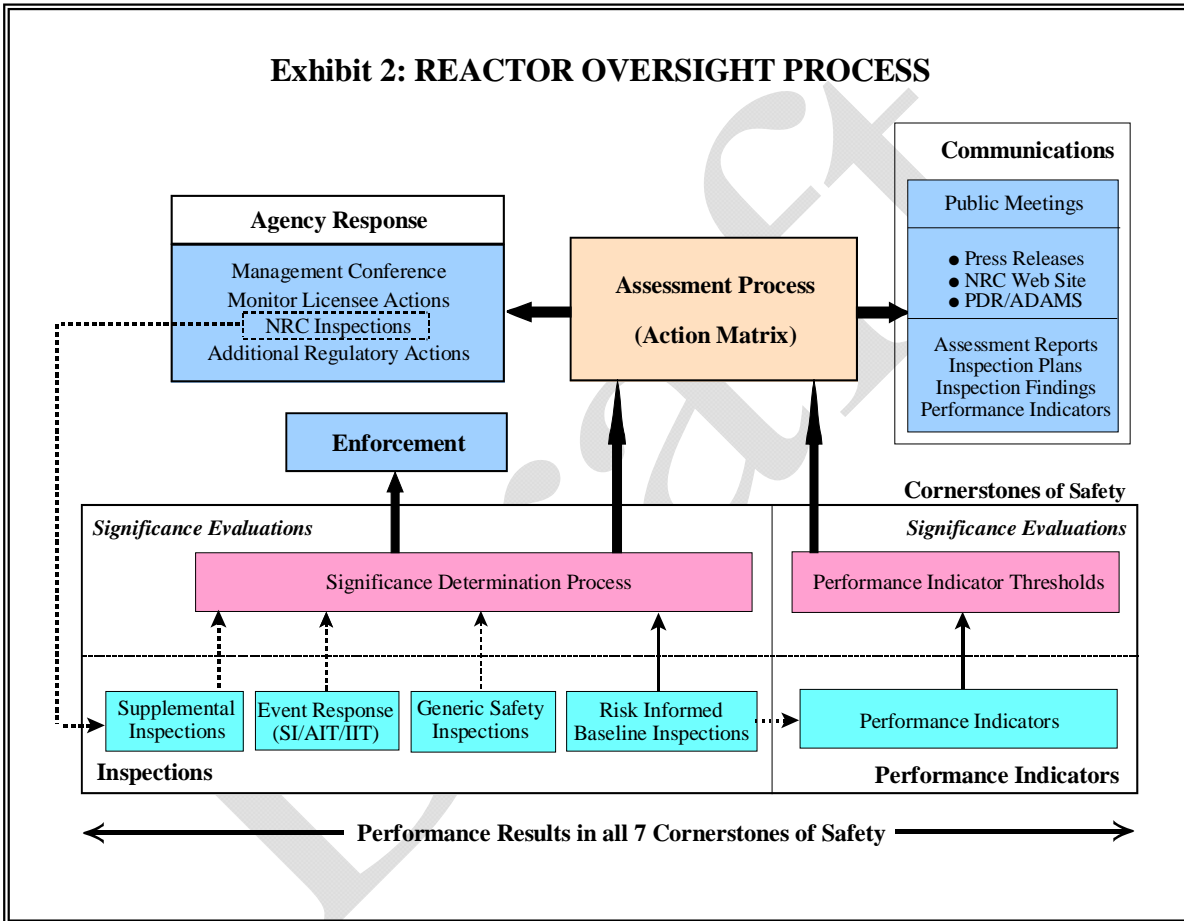 Exhibit 2: REACTOR OVERSIGHT PROCESS
Communications
Public Meetings
● Press Releases
● NRC Web Site
● PDR/ADAMS
Assessment Reports
Inspection Plans
Inspection Findings
Performance Indicators
Agency Response
Management Conference
Monitor Licensee Actions
NRC Inspections
Additional Regulatory Actions
Assessment Process
(Action Matrix)
Enforcement
Cornerstones of Safety
Significance Evaluations
Significance Evaluations
Significance Determination Process
Performance Indicator Thresholds
Supplemental
Inspections
Event Response
(SI/AIT/IIT)
Generic Safety
Inspections
Risk Informed
Baseline Inspections
Performance Indicators
Inspections
Performance Indicators
Performance Results in all 7 Cornerstones of Safety
Draft